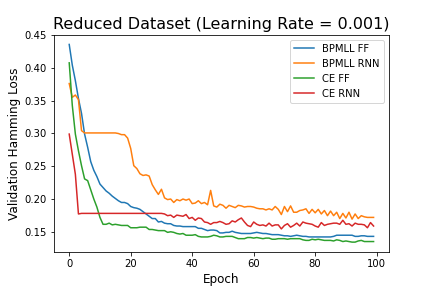 Reduced Dataset (Learning Rate = 0.001)
Validation Hamming Loss
0.45
0.40
0.35
0.30
0.25
0.20
0.15
BPMLL FF
BPMLL RNN
CE FF
CE RNN
0 20 40 60 80 100
Epoch